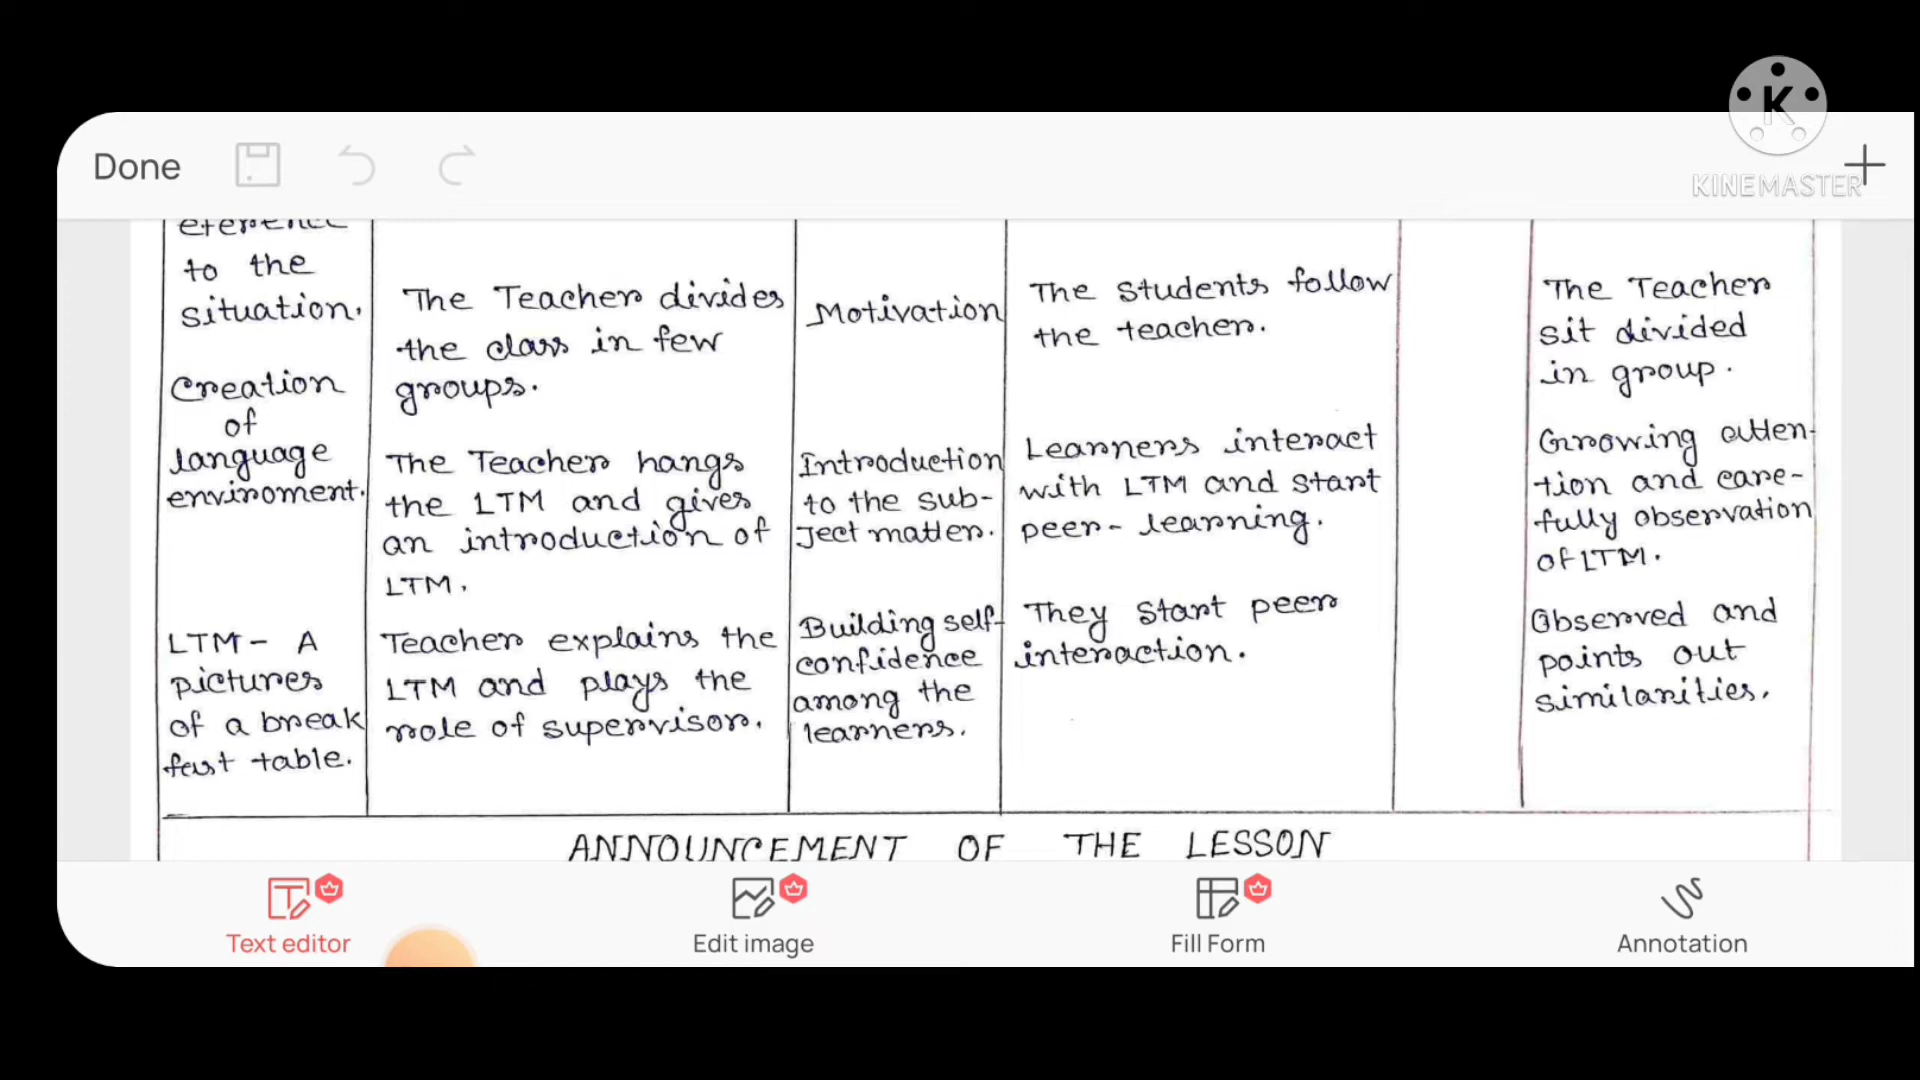 KINEMASTER
Done
to the
situation.
Creation
of
language
enviroment.
LTM - A
pictures
of a break
fast table.
The Teacher divides
the class in few
groups.
The Teacher hangs
the LTM and gives
an introduction of
LTM.
Teacher explains the
LTM and plays the
role of supervisor.
Motivation
Introduction
to the sub-
ject matter.
Building self-
confidence
among the
learners.
The students follow
the teacher.
Learners interact
with LTM and start
peer-learning.
They start peer
interaction.
The Teacher
sit divided
in group.
Growing atten-
tion and care-
fully observation
of LTM.
Observed and
points out
similarities.
ANNOUNCEMENT OF THE LESSON
Text editor
Edit image
Fill Form
Annotation